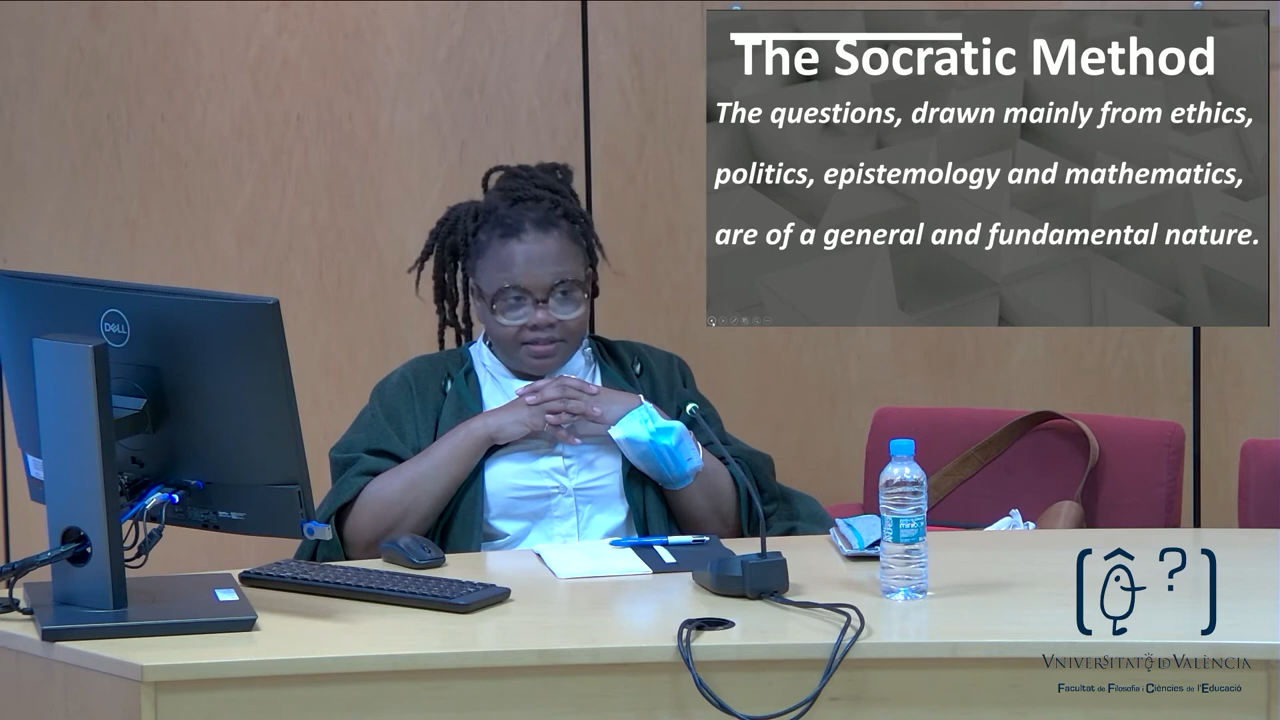 The Socratic Method
The questions, drawn mainly from ethics,
politics, epistemology and mathematics,
are of a general and fundamental nature.
DELL
[ ? ]
VNIVERSITAT ID VALÈNCIA
Facultat de Filosofia i Ciències de l'Educació